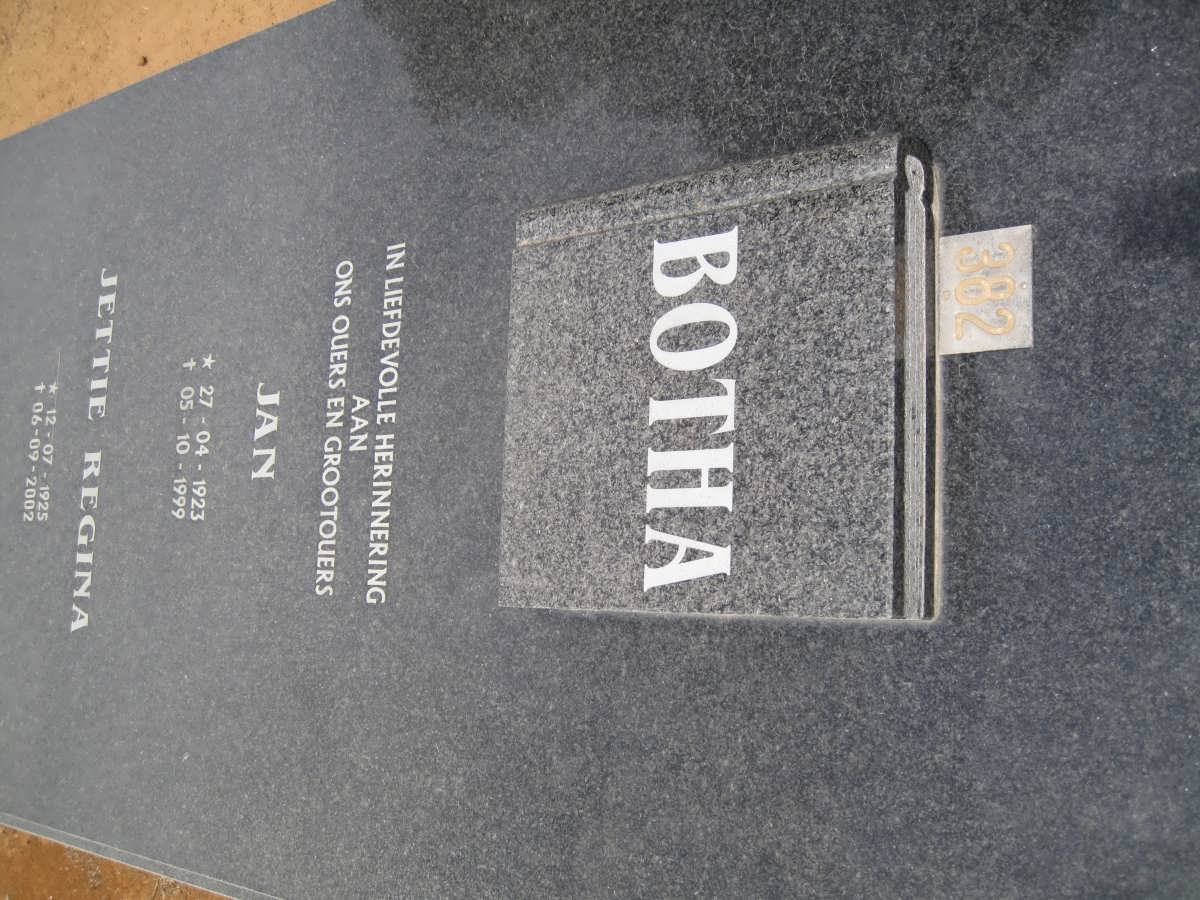 382
BOTHA
IN LIEFDEVOLLE HERINNERING
AAN
ONS OUERS EN GROOTOUERS
JAN
★ 27 - 04 - 1923
✝ 05 - 10 - 1999
JETTIE REGINA
★ 12 - 07 - 1925
✝ 06 - 09 - 2002